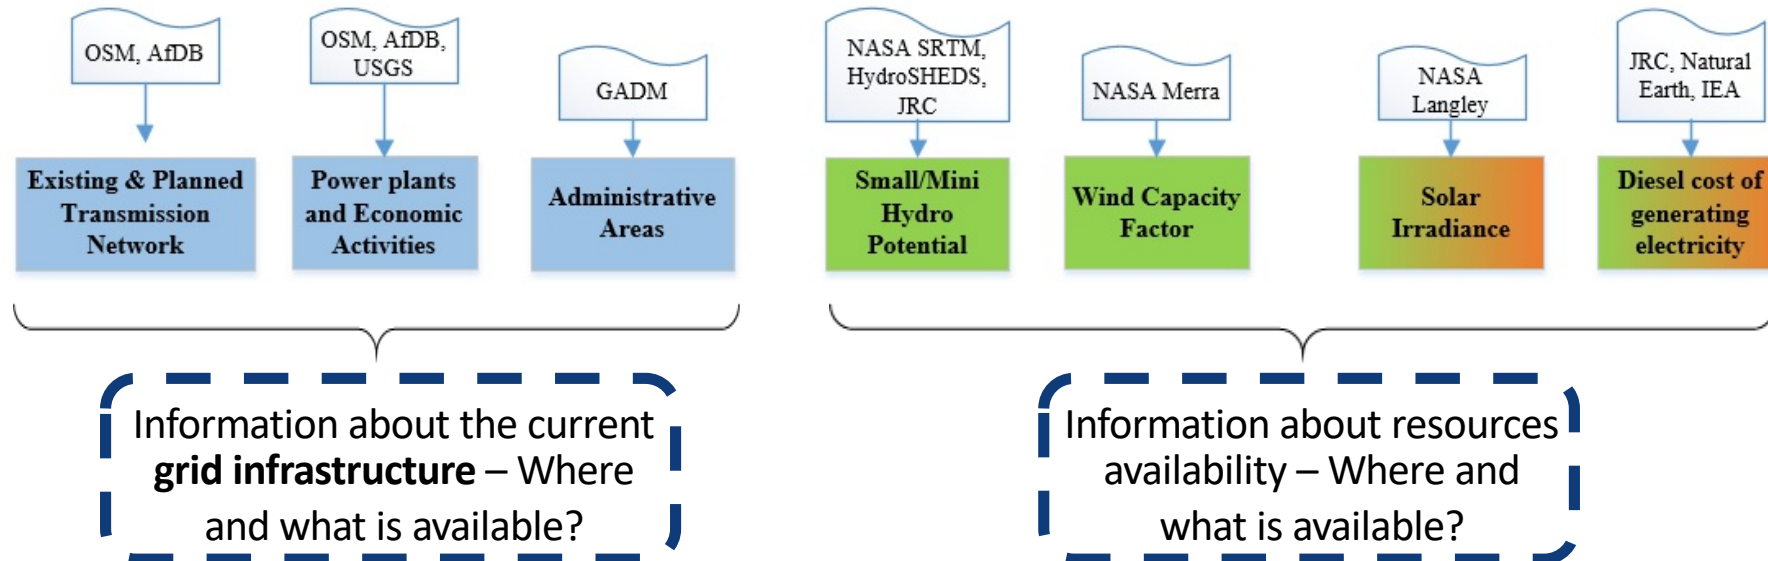 OSM, AfDB
OSM, AfDB,
USGS
GADM
NASA SRTM,
HydroSHEDS,
JRC
NASA Merra
NASA
Langley
JRC, Natural
Earth, IEA
Existing & Planned
Transmission
Network
Power plants
and Economic
Activities
Administrative
Areas
Small/Mini
Hydro
Potential
Wind Capacity
Factor
Solar
Irradiance
Diesel cost of
generating
electricity
Information about the current
grid infrastructure – Where
and what is available?
Information about resources
availability – Where and
what is available?